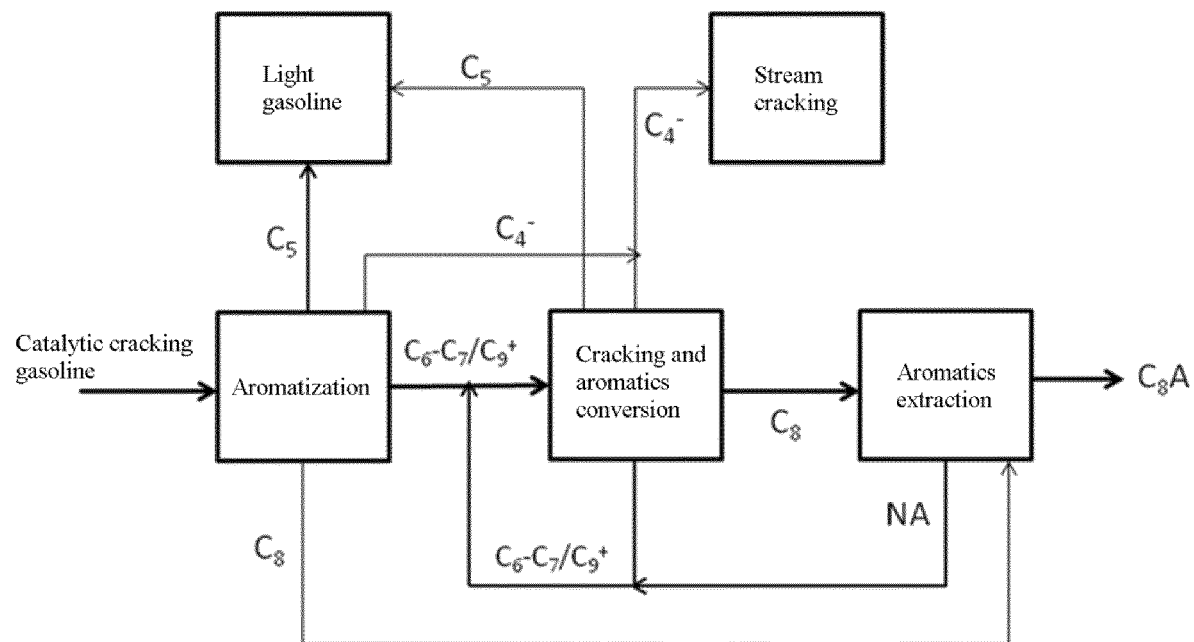 Light
gasoline
C₅
Stream
cracking
C₄⁻
C₅
C₄⁻
Catalytic cracking
gasoline
Aromatization
C₆-C₇/C₉⁺
Cracking and
aromatics
conversion
C₈
Aromatics
extraction
C₈A
C₈
C₆-C₇/C₉⁺
NA